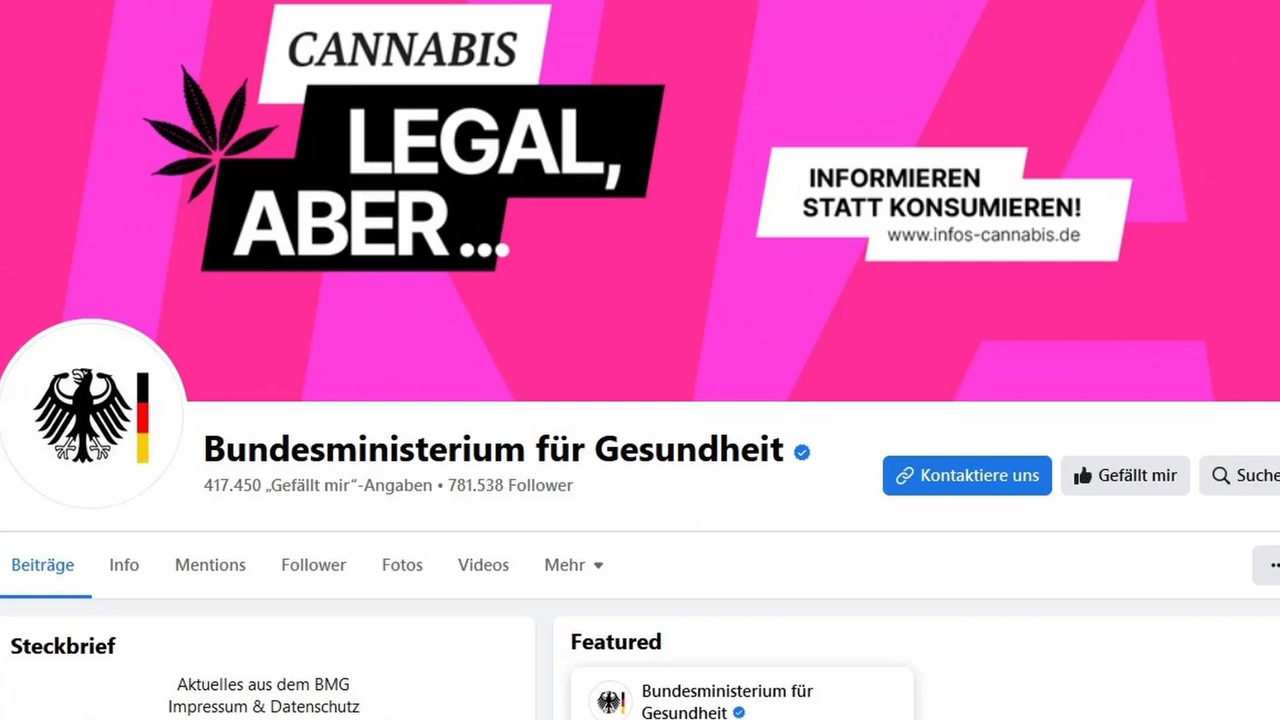 CANNABIS
LEGAL,
ABER ...
INFORMIEREN
STATT KONSUMIEREN!
www.infos-cannabis.de
Bundesministerium für Gesundheit
417.450 „Gefällt mir“-Angaben • 781.538 Follower
Kontaktiere uns
Gefällt mir
Suche
Beiträge Info Mentions Follower Fotos Videos Mehr
Steckbrief
Aktuelles aus dem BMG
Impressum & Datenschutz
Featured
Bundesministerium für
Gesundheit